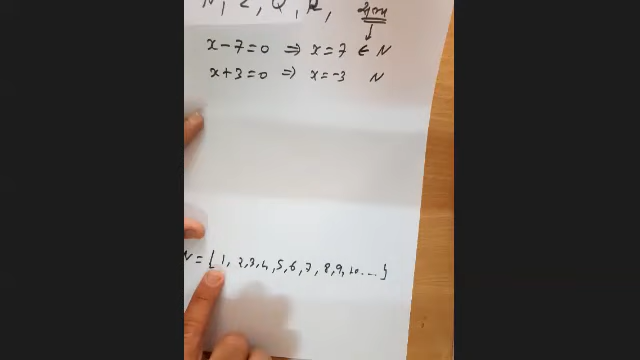 N, Z, Q, R,
x - 7 = 0 ⇒ x = 7 ∈ N
x + 3 = 0 ⇒ x = -3 N
N = { 1, 2, 3, 4, 5, 6, 7, 8, 9, 10 .... }